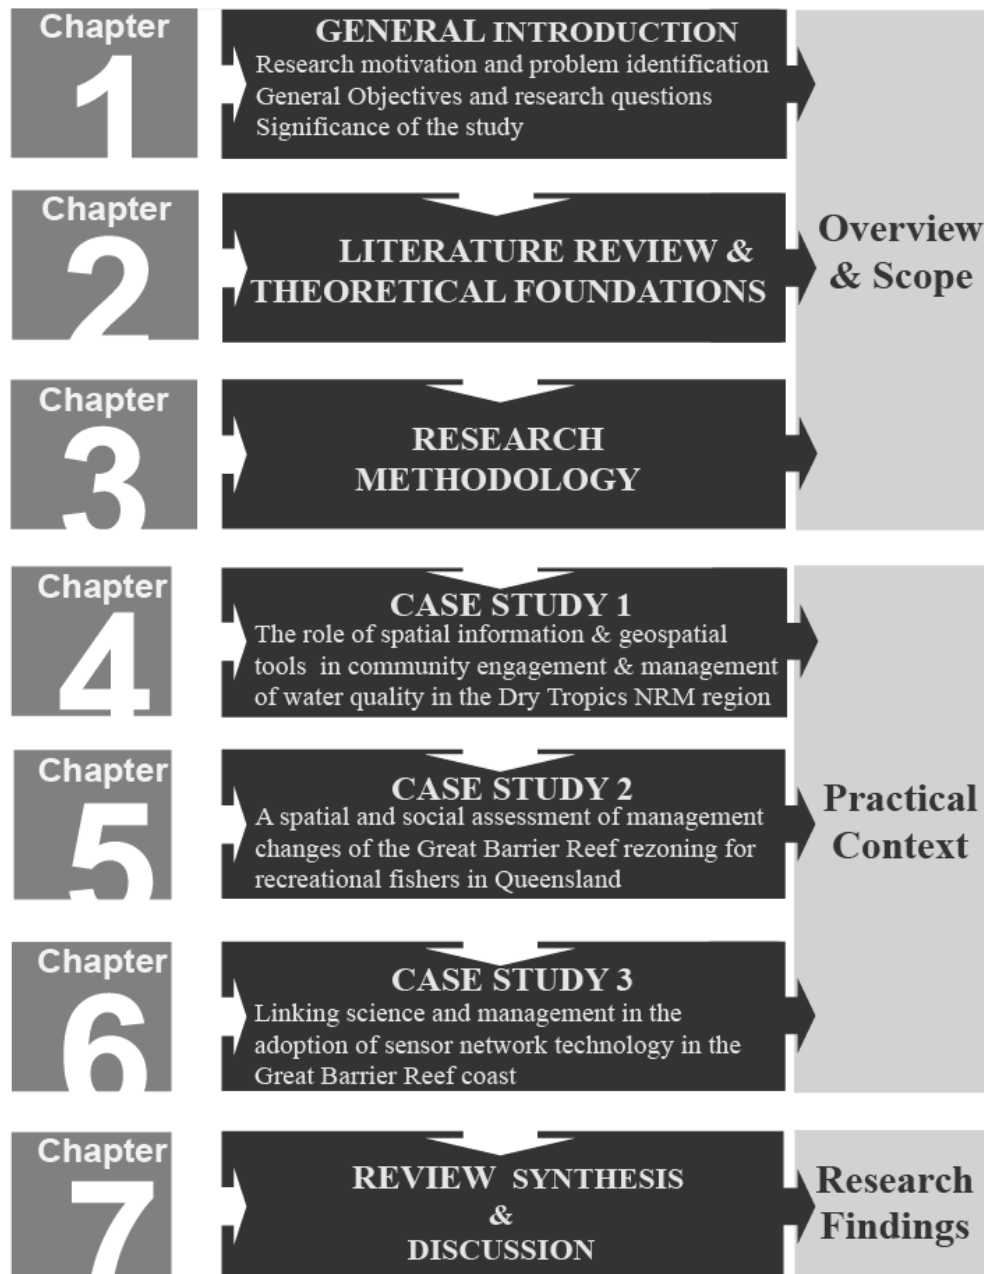 Chapter
1
GENERAL INTRODUCTION
Research motivation and problem identification
General Objectives and research questions
Significance of the study
Chapter
2
LITERATURE REVIEW &
THEORETICAL FOUNDATIONS
Chapter
3
RESEARCH
METHODOLOGY
Overview
& Scope
Chapter
4
CASE STUDY 1
The role of spatial information & geospatial
tools in community engagement & management
of water quality in the Dry Tropics NRM region
Chapter
5
CASE STUDY 2
A spatial and social assessment of management
changes of the Great Barrier Reef rezoning for
recreational fishers in Queensland
Chapter
6
CASE STUDY 3
Linking science and management in the
adoption of sensor network technology in the
Great Barrier Reef coast
Practical
Context
Chapter
7
REVIEW SYNTHESIS
&
DISCUSSION
Research
Findings